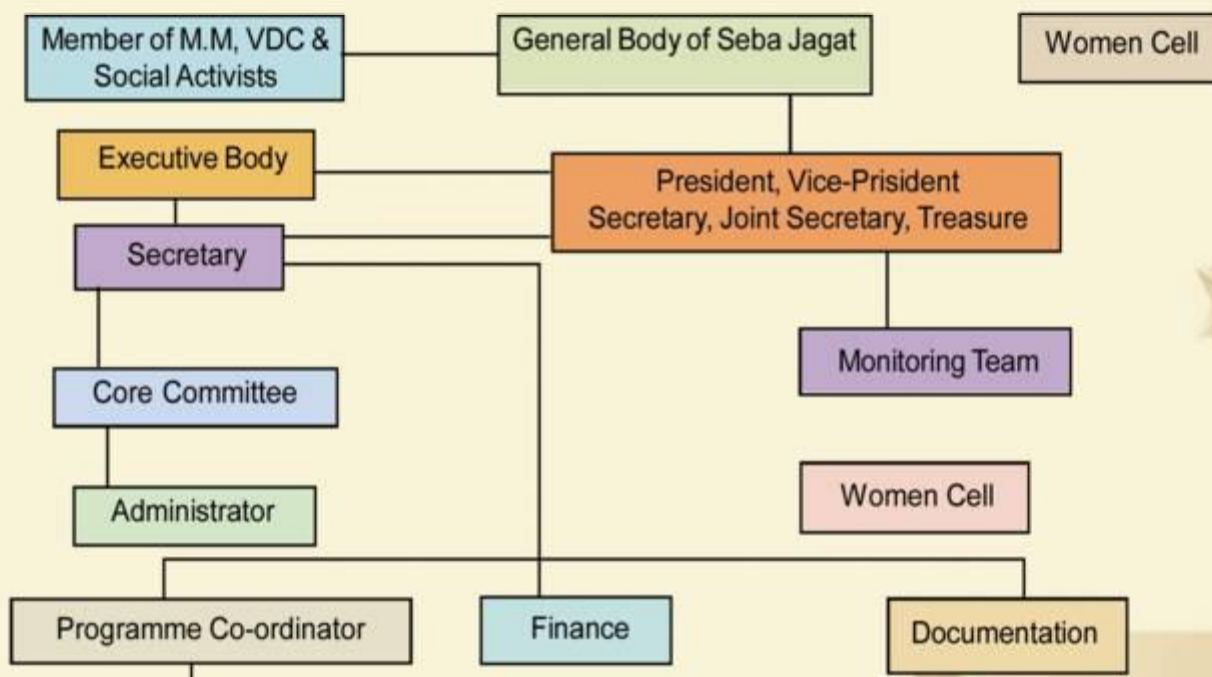 Member of M.M, VDC &
Social Activists
General Body of Seba Jagat
Women Cell
Executive Body
President, Vice-Prisident
Secretary, Joint Secretary, Treasure
Secretary
Monitoring Team
Core Committee
Women Cell
Administrator
Programme Co-ordinator
Finance
Documentation